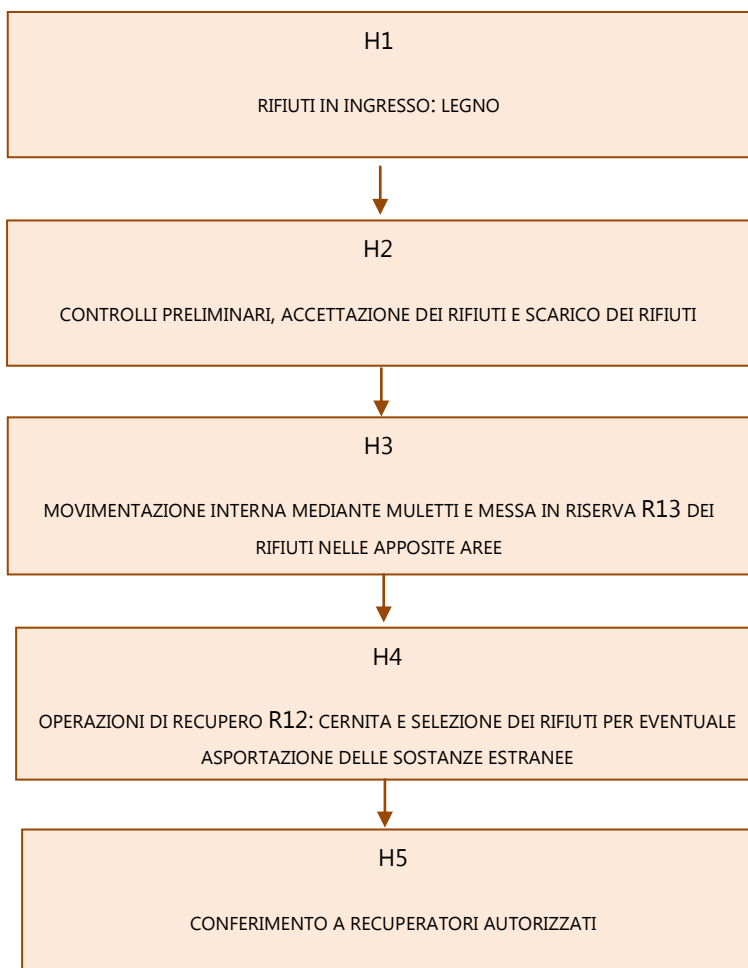 H1
RIFIUTI IN INGRESSO: LEGNO
H2
CONTROLLI PRELIMINARI, ACCETTAZIONE DEI RIFIUTI E SCARICO DEI RIFIUTI
H3
MOVIMENTAZIONE INTERNA MEDIANTE MULETTI E MESSA IN RISERVA R13 DEI
RIFIUTI NELLE APPOSITE AREE
H4
OPERAZIONI DI RECUPERO R12: CERNITA E SELEZIONE DEI RIFIUTI PER EVENTUALE
ASPORTAZIONE DELLE SOSTANZE ESTRANEE
H5
CONFERIMENTO A RECUPERATORI AUTORIZZATI